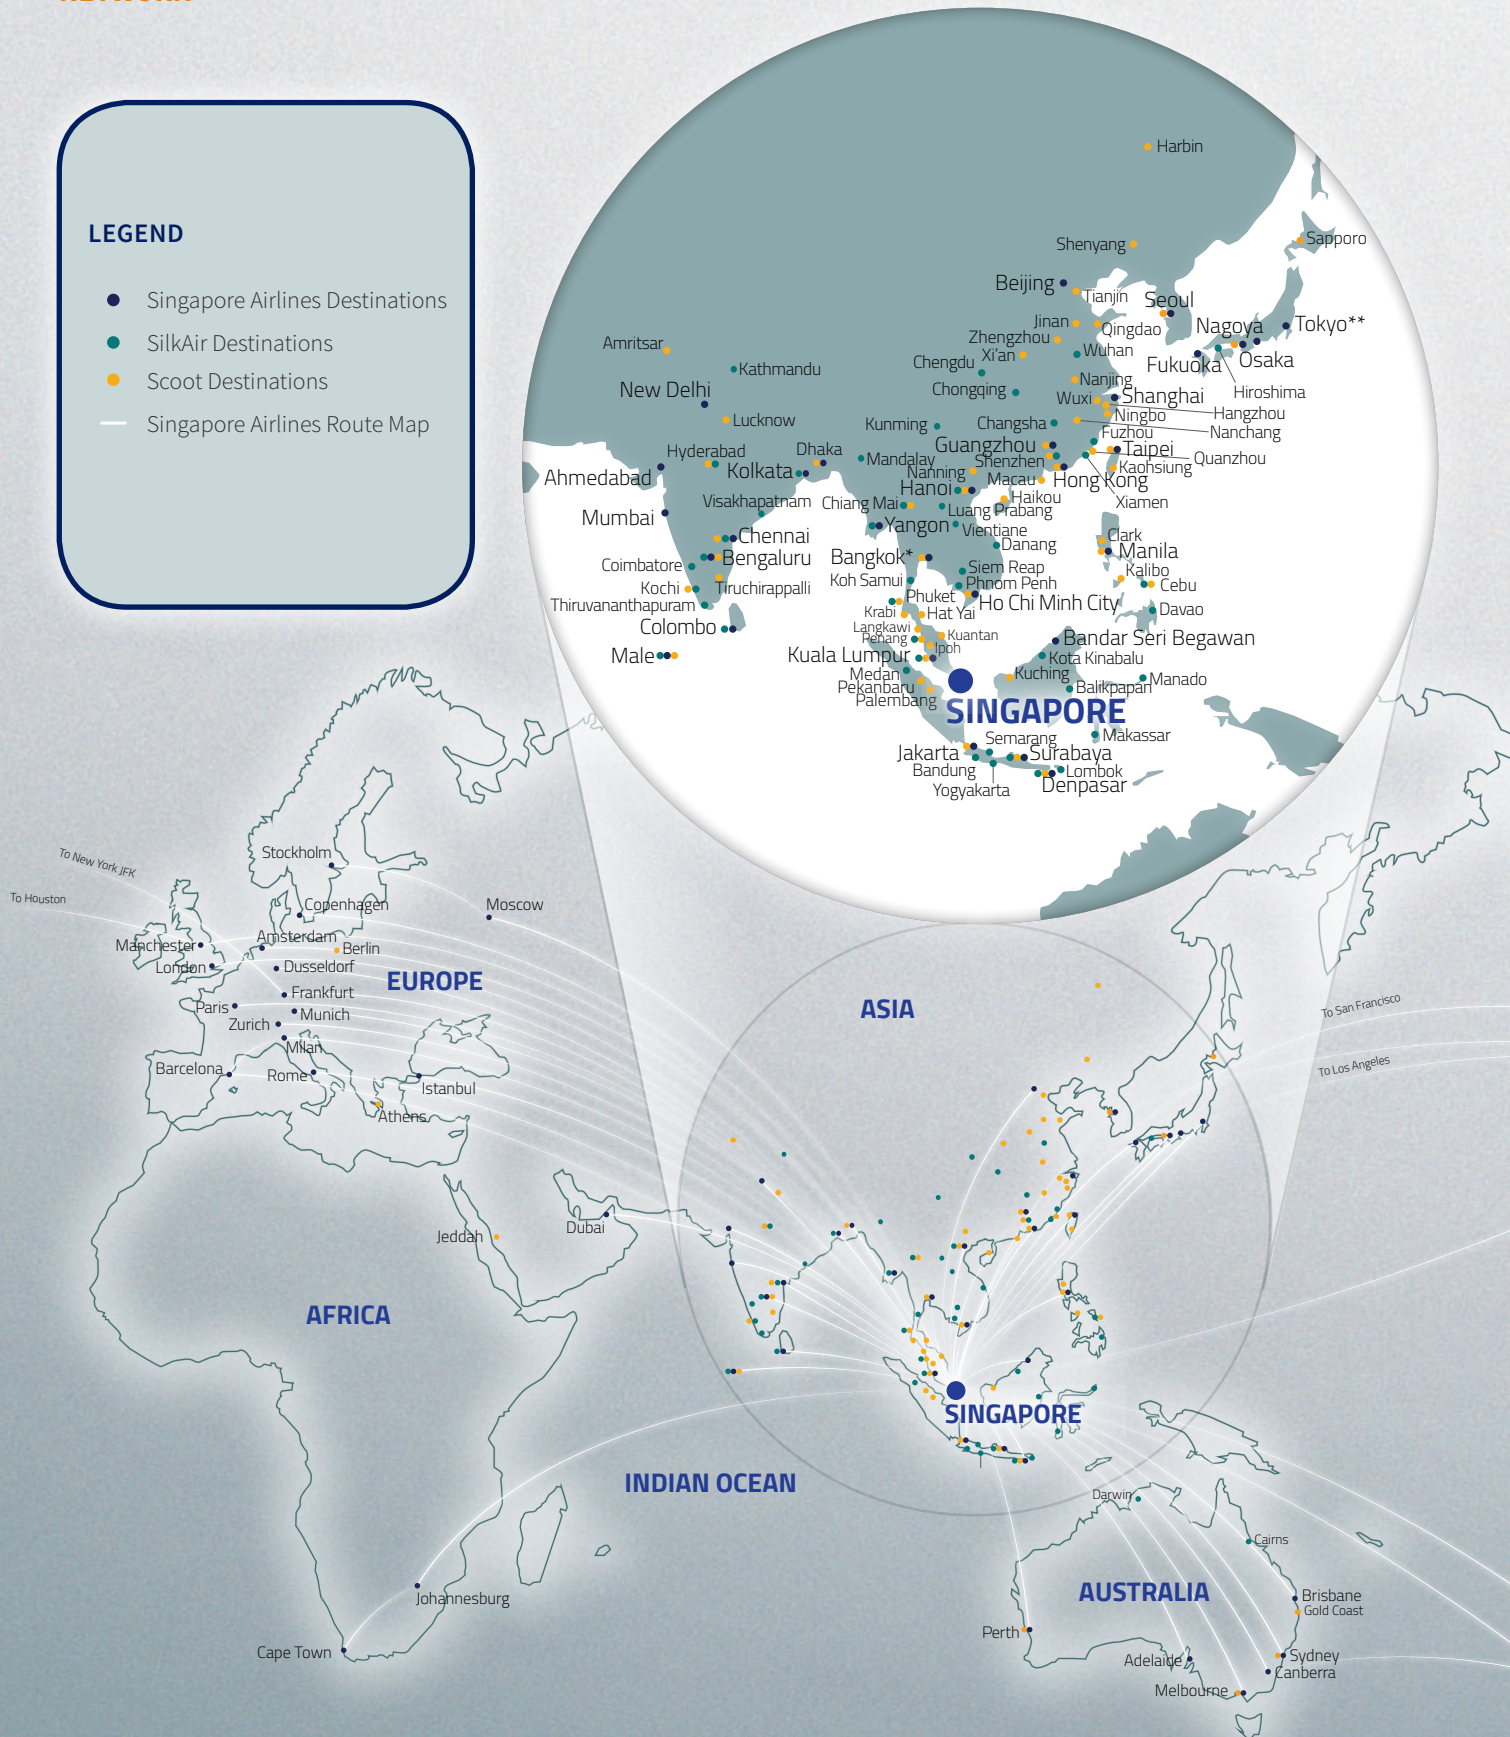 LEGEND
Singapore Airlines Destinations
SilkAir Destinations
Scoot Destinations
Singapore Airlines Route Map
Harbin
Shenyang
Sapporo
Beijing
Tianjin
Seoul
Jinan
Qingdao
Nagoya
Tokyo**
Zhengzhou
Amritsar
Xi'an
Wuhan
Chengdu
Fukuoka
Osaka
Kathmandu
Nanjing
New Delhi
Chongqing
Hiroshima
Wuxi
Shanghai
Hangzhou
Ningbo
Lucknow
Kunming
Changsha
Nanchang
Fuzhou
Guangzhou
Hyderabad
Dhaka
Taipei
Mandalay
Shenzhen
Quanzhou
Kolkata
Nanning
Kaohsiung
Ahmedabad
Macau
Hong Kong
Hanoi
Haikou
Visakhapatnam
Chiang Mai
Luang Prabang
Xiamen
Mumbai
Yangon
Vientiane
Chennai
Clark
Danang
Bengaluru
Bangkok*
Manila
Coimbatore
Siem Reap
Kalibo
Koh Samui
Phnom Penh
Cebu
Kochi
Tiruchirappalli
Phuket
Ho Chi Minh City
Thiruvananthapuram
Krabi
Hat Yai
Davao
Colombo
Langkawi
Kuantan
Penang
Bandar Seri Begawan
Ipoh
Male
Kuala Lumpur
Kota Kinabalu
Medan
Kuching
Manado
Pekanbaru
Balikpapan
Palembang
SINGAPORE
Makassar
Semarang
Jakarta
Surabaya
Bandung
Lombok
Denpasar
Yogyakarta
To New York JFK
Stockholm
To Houston
Copenhagen
Moscow
Manchester
Amsterdam
Berlin
London
Dusseldorf
EUROPE
Frankfurt
Paris
Munich
Zurich
Milan
Barcelona
Rome
Istanbul
Athens
ASIA
To San Francisco
To Los Angeles
Dubai
Jeddah
AFRICA
SINGAPORE
INDIAN OCEAN
Darwin
Cairns
AUSTRALIA
Brisbane
Gold Coast
Johannesburg
Perth
Cape Town
Adelaide
Sydney
Canberra
Melbourne